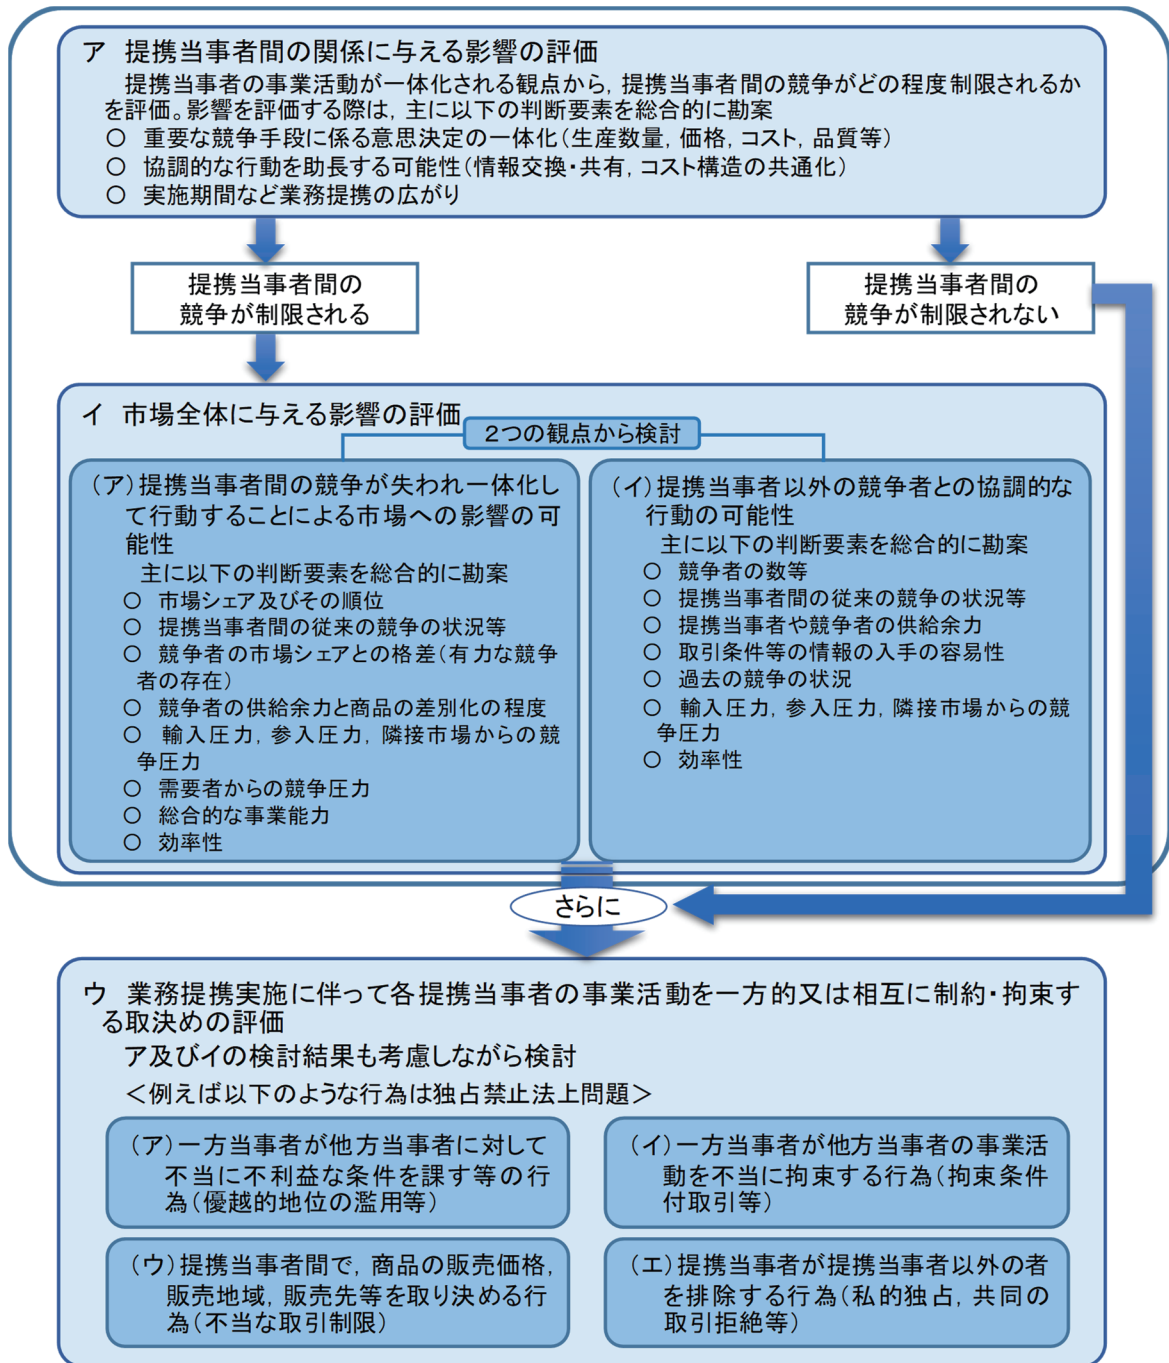 ア 提携当事者間の関係に与える影響の評価
提携当事者の事業活動が一体化される観点から，提携当事者間の競争がどの程度制限されるか
を評価。影響を評価する際は，主に以下の判断要素を総合的に勘案
○ 重要な競争手段に係る意思決定の一体化（生産数量，価格，コスト，品質等）
○ 協調的な行動を助長する可能性（情報交換・共有，コスト構造の共通化）
○ 実施期間など業務提携の広がり
提携当事者間の
競争が制限される
提携当事者間の
競争が制限されない
イ 市場全体に与える影響の評価
２つの観点から検討
（ア）提携当事者間の競争が失われ一体化し
て行動することによる市場への影響の可
能性
主に以下の判断要素を総合的に勘案
○ 市場シェア及びその順位
○ 提携当事者間の従来の競争の状況等
○ 競争者の市場シェアとの格差（有力な競争
者の存在）
○ 競争者の供給余力と商品の差別化の程度
○ 輸入圧力，参入圧力，隣接市場からの競
争圧力
○ 需要者からの競争圧力
○ 総合的な事業能力
○ 効率性
（イ）提携当事者以外の競争者との協調的な
行動の可能性
主に以下の判断要素を総合的に勘案
○ 競争者の数等
○ 提携当事者間の従来の競争の状況等
○ 提携当事者や競争者の供給余力
○ 取引条件等の情報の入手の容易性
○ 過去の競争の状況
○ 輸入圧力，参入圧力，隣接市場からの競
争圧力
○ 効率性
さらに
ウ 業務提携実施に伴って各提携当事者の事業活動を一方的又は相互に制約・拘束す
る取決めの評価
ア及びイの検討結果も考慮しながら検討
＜例えば以下のような行為は独占禁止法上問題＞
（ア）一方当事者が他方当事者に対して
不当に不利益な条件を課す等の行
為（優越的地位の濫用等）
（イ）一方当事者が他方当事者の事業活
動を不当に拘束する行為（拘束条件
付取引等）
（ウ）提携当事者間で，商品の販売価格，
販売地域，販売先等を取り決める行
為（不当な取引制限）
（エ）提携当事者が提携当事者以外の者
を排除する行為（私的独占，共同の
取引拒絶等）